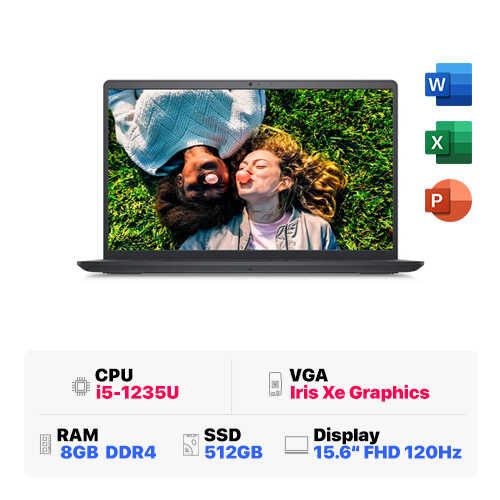 W
X
P
CPU
i5-1235U
VGA
Iris Xe Graphics
RAM
8GB DDR4
SSD
512GB
Display
15.6“ FHD 120Hz